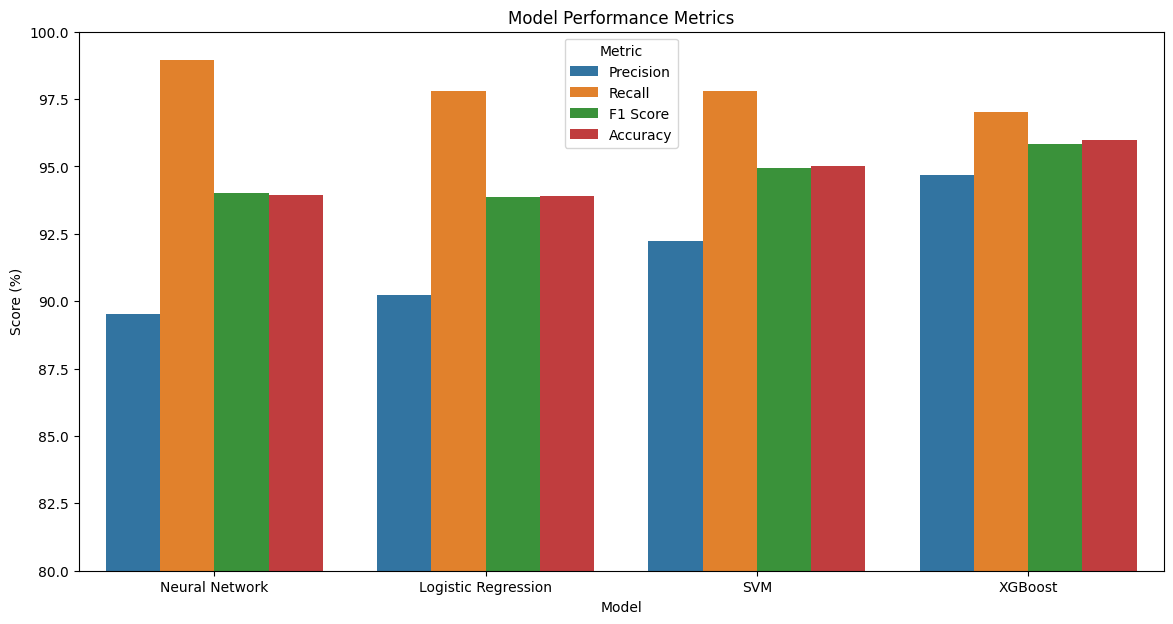 Model Performance Metrics
100.0
97.5
95.0
92.5
90.0
87.5
85.0
82.5
80.0
Score (%)
Metric
Precision
Recall
F1 Score
Accuracy
Neural Network
Logistic Regression
SVM
XGBoost
Model